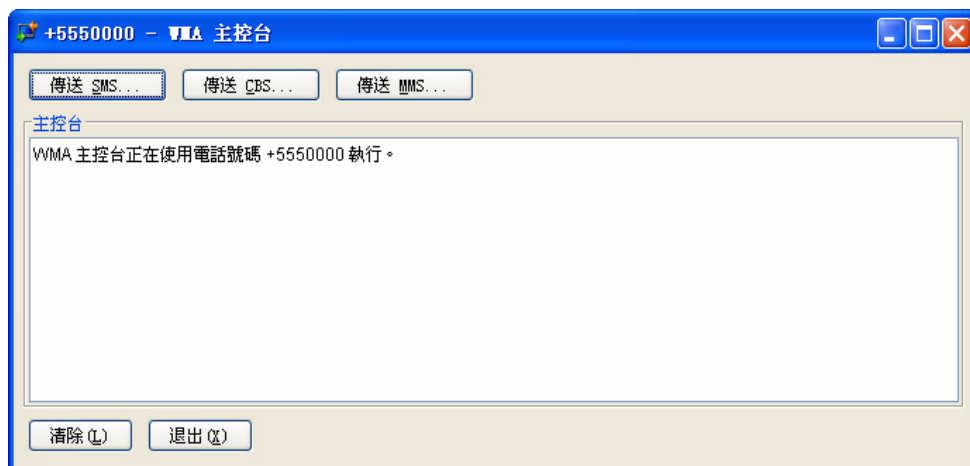 +5550000 - WMA 主控台
傳送 SMS... 傳送 CBS... 傳送 MMS...
主控台
WMA 主控台正在使用電話號碼 +5550000 執行。
清除(L) 退出(X)